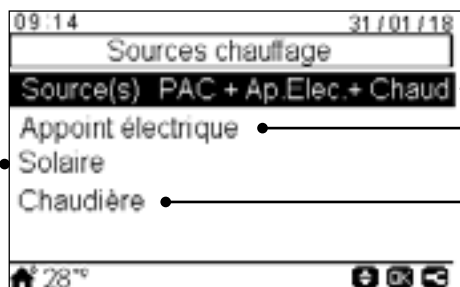 09:14 31/01/18
Sources chauffage
Source(s) PAC + Ap.Elec.+ Chaud
Appoint électrique
Solaire
Chaudière
28°c OK